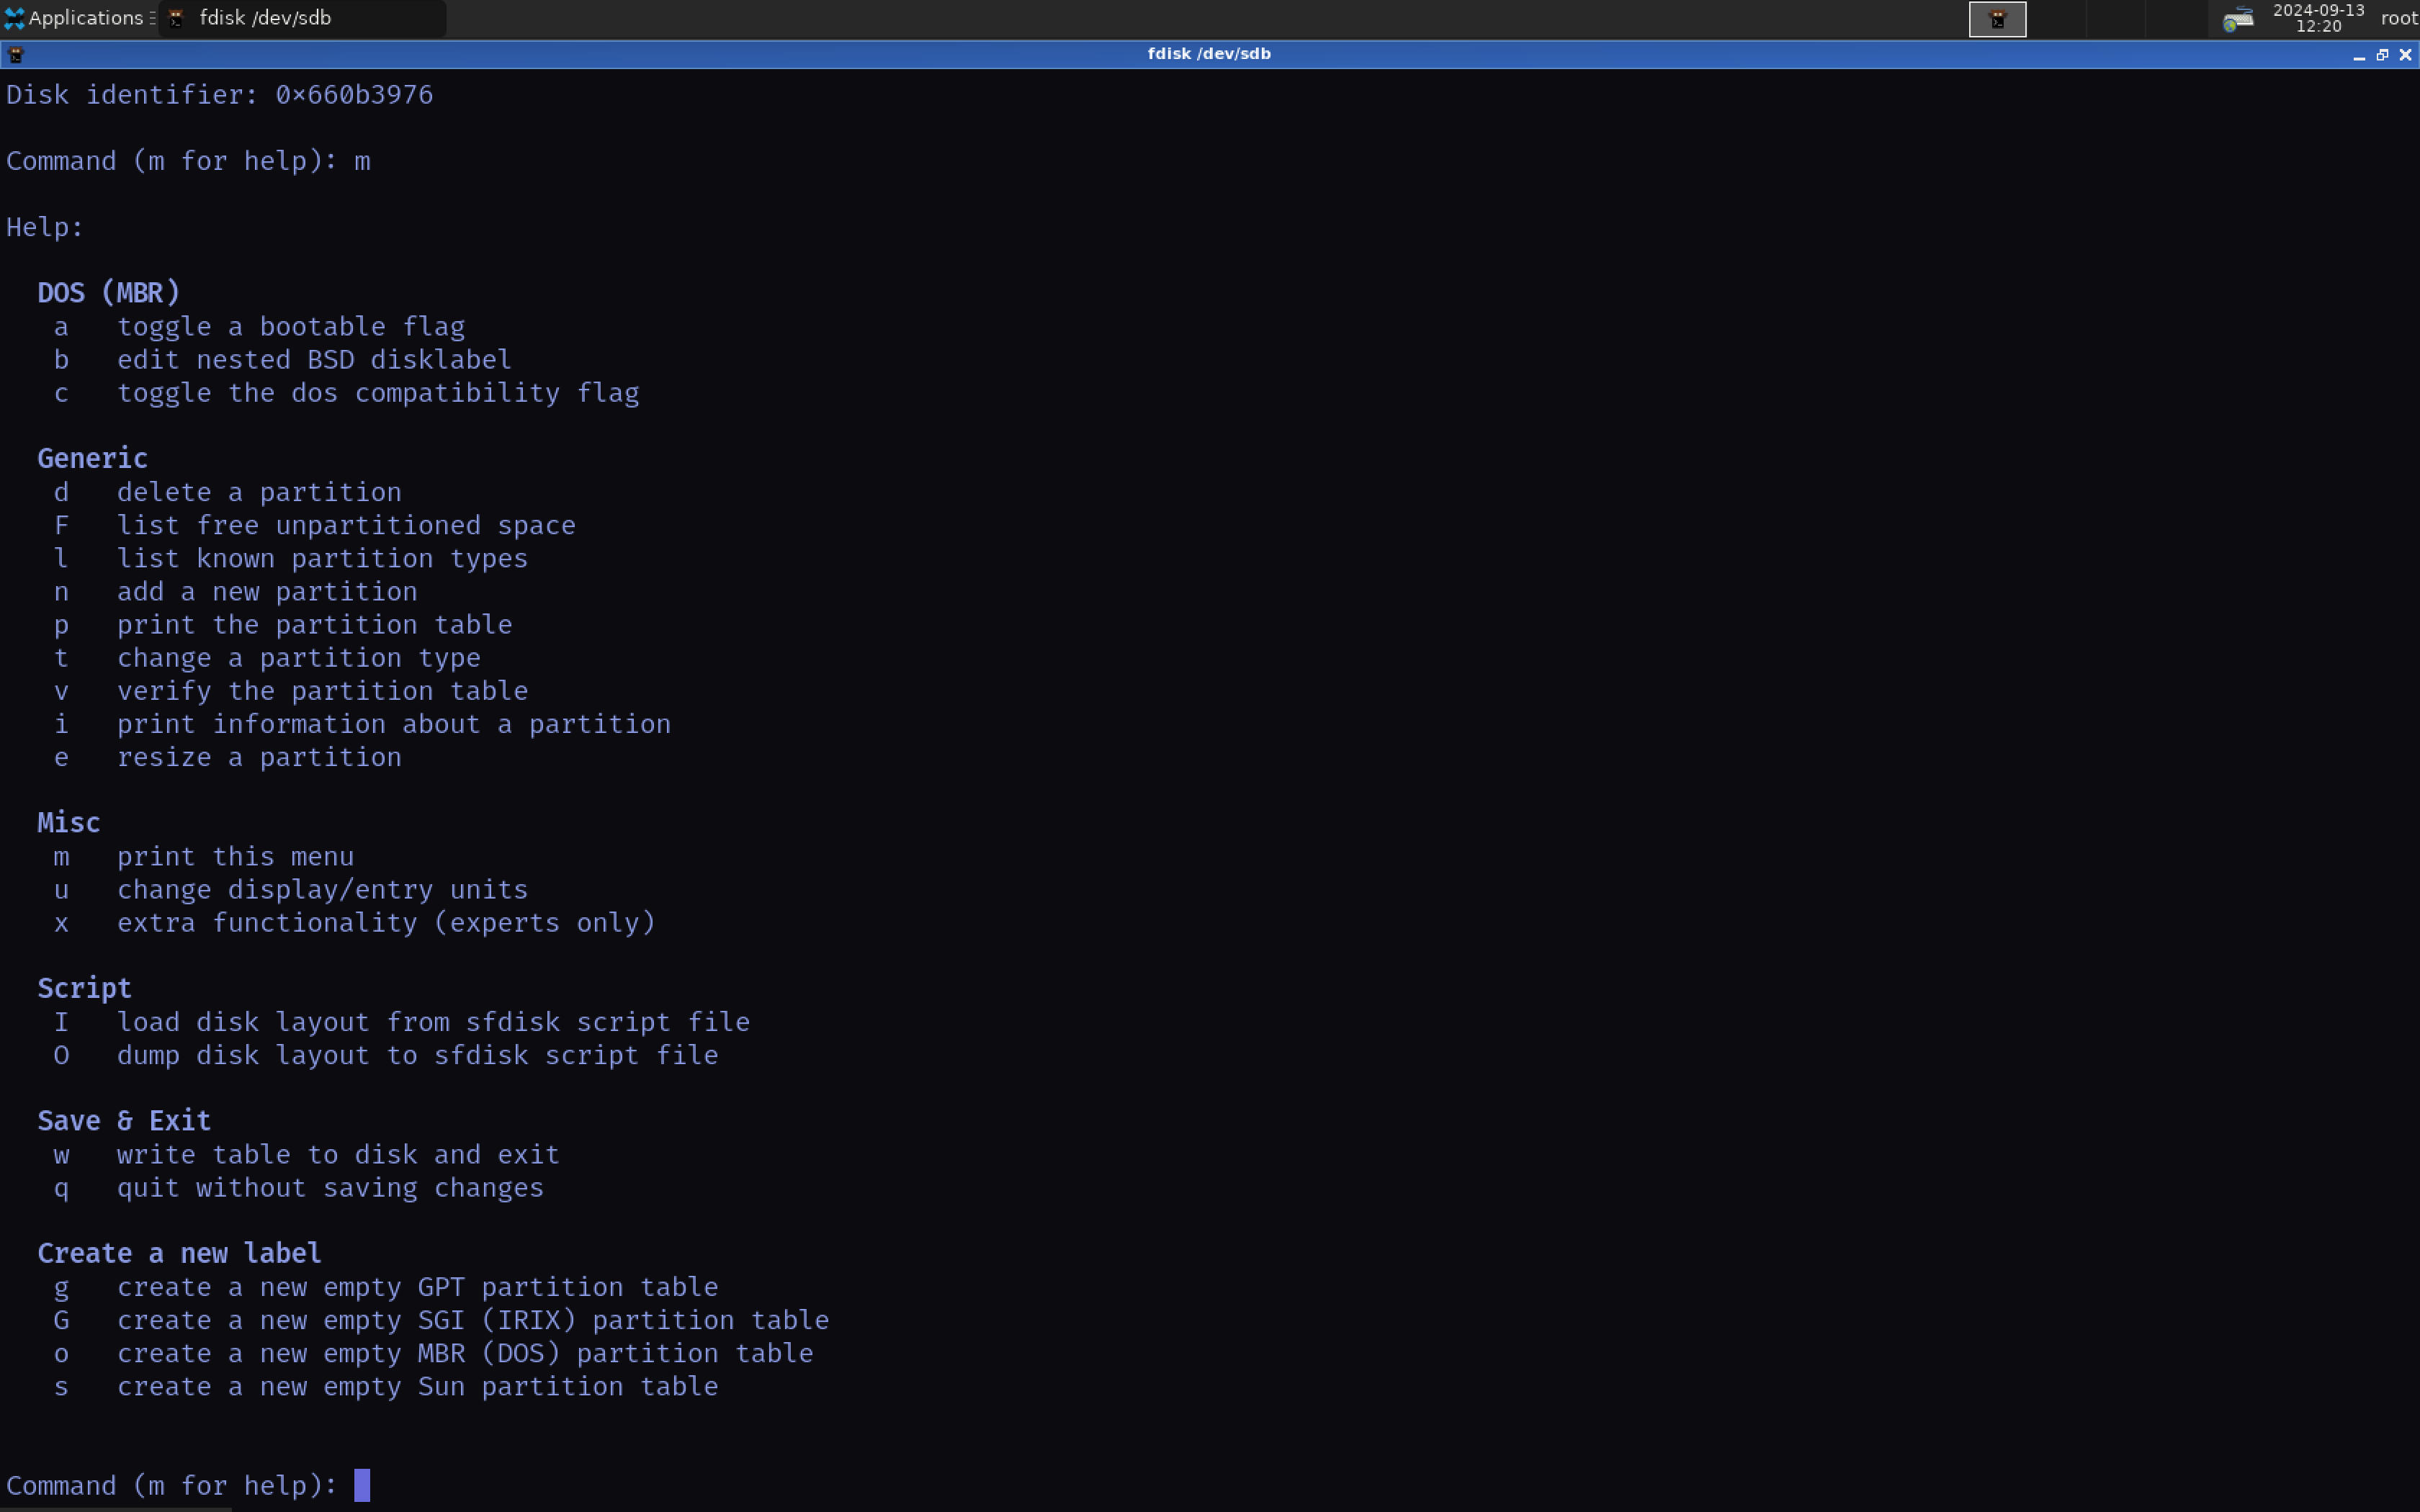 Applications fdisk /dev/sdb 2024-09-13 12:20 root
fdisk /dev/sdb
Disk identifier: 0×660b3976
Command (m for help): m
Help:
DOS (MBR)
a toggle a bootable flag
b edit nested BSD disklabel
c toggle the dos compatibility flag
Generic
d delete a partition
F list free unpartitioned space
l list known partition types
n add a new partition
p print the partition table
t change a partition type
v verify the partition table
i print information about a partition
e resize a partition
Misc
m print this menu
u change display/entry units
x extra functionality (experts only)
Script
I load disk layout from sfdisk script file
O dump disk layout to sfdisk script file
Save & Exit
w write table to disk and exit
q quit without saving changes
Create a new label
g create a new empty GPT partition table
G create a new empty SGI (IRIX) partition table
o create a new empty MBR (DOS) partition table
s create a new empty Sun partition table
Command (m for help):